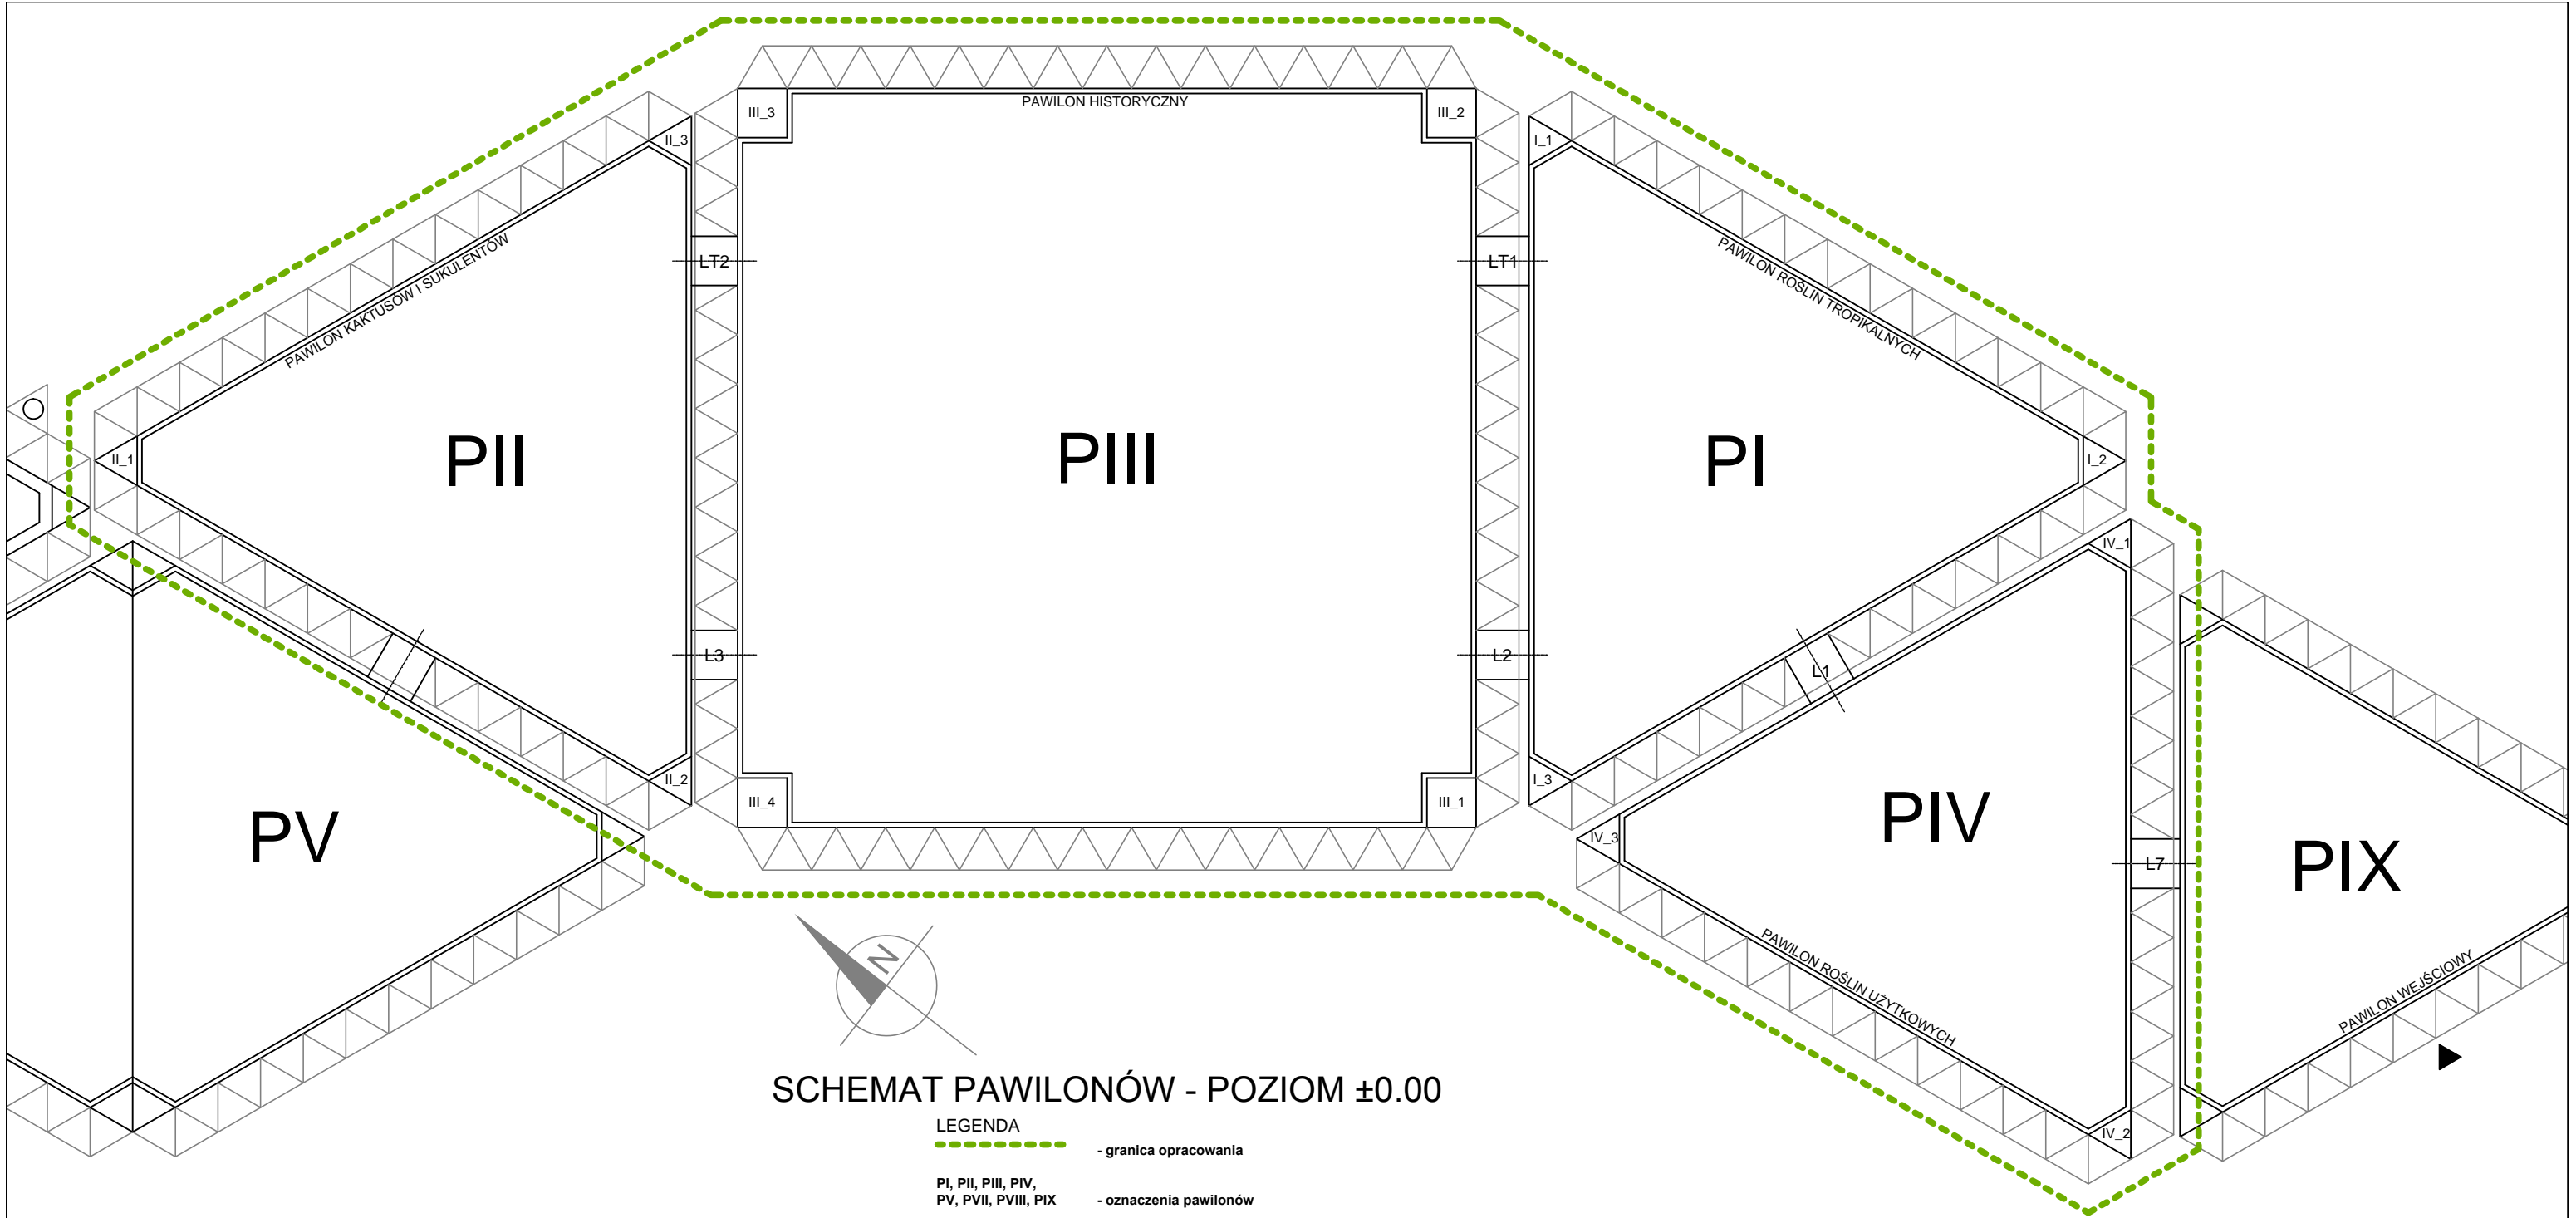 III_3
PAWILON HISTORYCZNY
III_2
II_3
I_1
PAWILON KAKTUSÓW I SUKULENTÓW
LT2
LT1
PAWILON ROŚLIN TROPIKALNYCH
PII
PIII
PI
II_1
I_2
IV_1
L3
L2
L1
II_2
III_4
III_1
I_3
PV
IV_3
PIV
L7
PIX
PAWILON ROŚLIN UŻYTKOWYCH
PAWILON WEJŚCIOWY
N
IV_2
SCHEMAT PAWILONÓW - POZIOM ±0.00
LEGENDA
- granica opracowania
PI, PII, PIII, PIV,
PV, PVII, PVIII, PIX - oznaczenia pawilonów